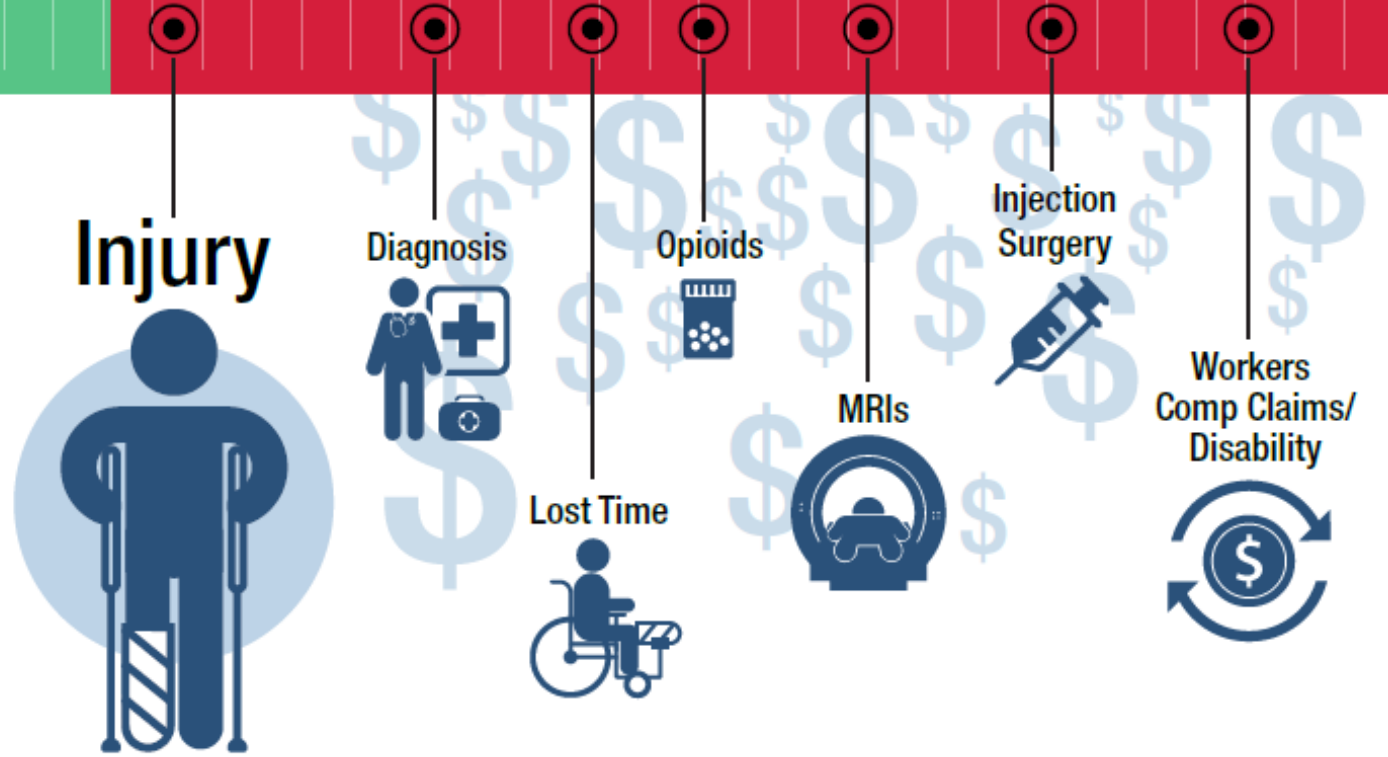 Injury
Diagnosis
Lost Time
Opioids
MRIs
Injection
Surgery
Workers
Comp Claims/
Disability